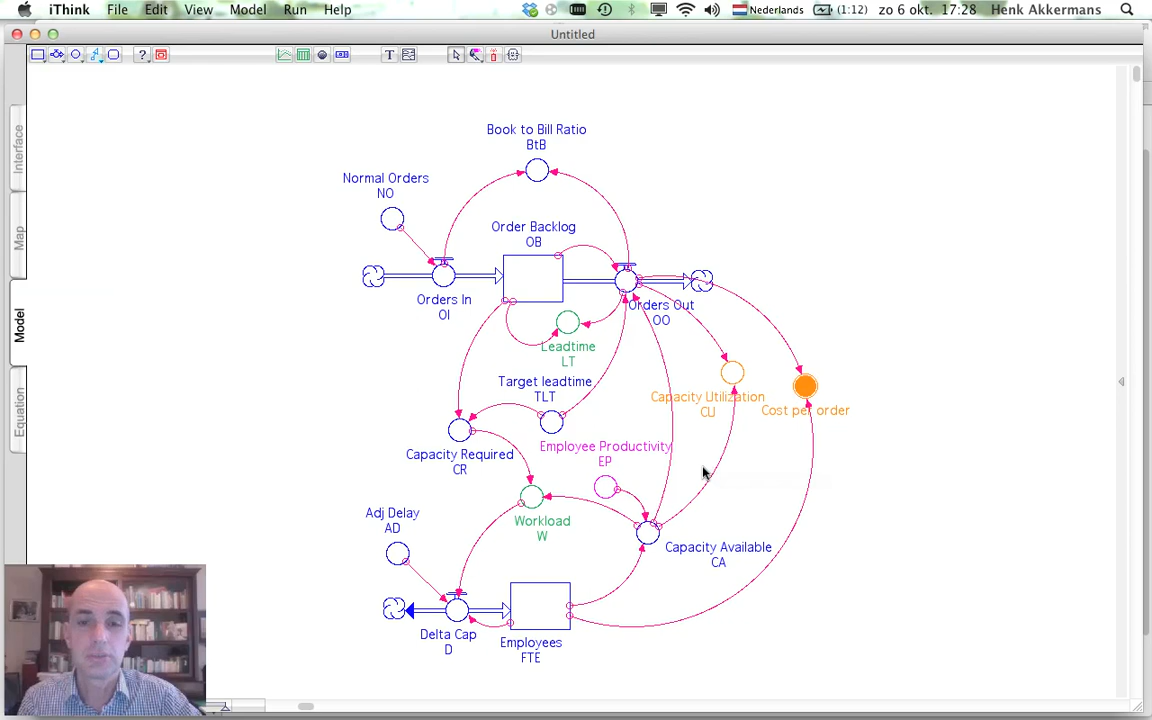 iThink File Edit View Model Run Help
Nederlands (1:12) zo 6 okt. 17:28 Henk Akkermans
Untitled
? T
Interface
Map
Model
Equation
Book to Bill Ratio
BtB
Normal Orders
NO
Order Backlog
OB
Orders In
OI
Orders Out
OO
Leadtime
LT
Target leadtime
TLT
Capacity Utilization
CU
Cost per order
Employee Productivity
EP
Capacity Required
CR
Workload
W
Adj Delay
AD
Capacity Available
CA
Delta Cap
D
Employees
FTE